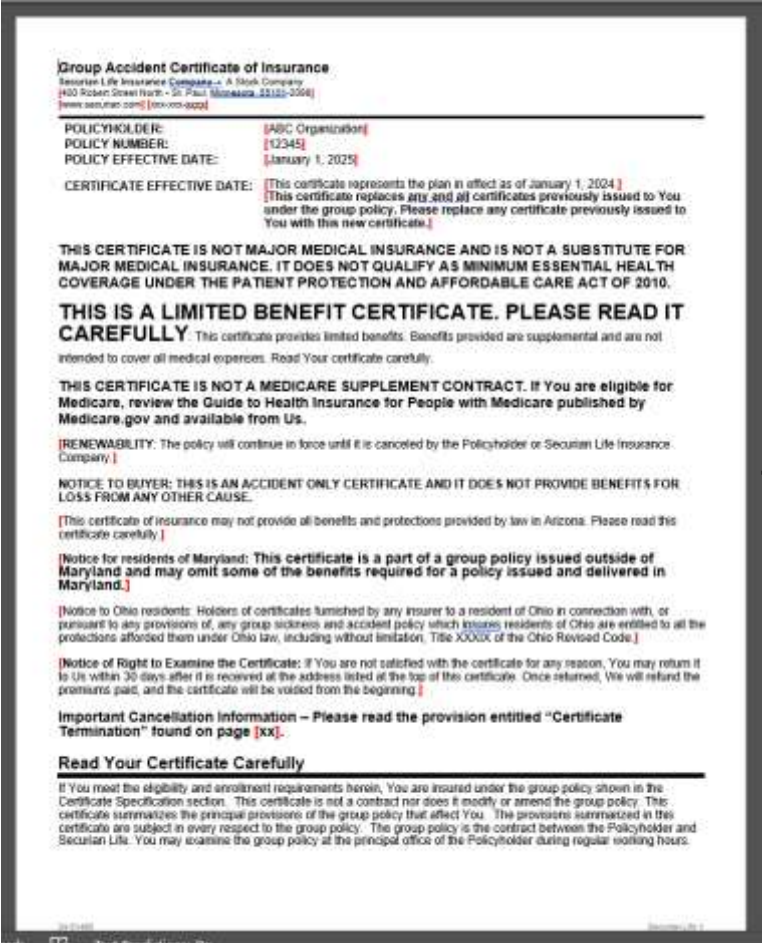 Group Accident Certificate of Insurance
Securian Life Insurance Company - A Stock Company
[400 Robert Street North - St. Paul, Minnesota 55101-2098]
[www.securian.com] [xxx-xxx-xxxx]
POLICYHOLDER: [ABC Organization]
POLICY NUMBER: [12345]
POLICY EFFECTIVE DATE: [January 1, 2025]
CERTIFICATE EFFECTIVE DATE: [This certificate represents the plan in effect as of January 1, 2024.]
[This certificate replaces any and all certificates previously issued to You
under the group policy. Please replace any certificate previously issued to
You with this new certificate.]
THIS CERTIFICATE IS NOT MAJOR MEDICAL INSURANCE AND IS NOT A SUBSTITUTE FOR
MAJOR MEDICAL INSURANCE. IT DOES NOT QUALIFY AS MINIMUM ESSENTIAL HEALTH
COVERAGE UNDER THE PATIENT PROTECTION AND AFFORDABLE CARE ACT OF 2010.
THIS IS A LIMITED BENEFIT CERTIFICATE. PLEASE READ IT
CAREFULLY. This certificate provides limited benefits. Benefits provided are supplemental and are not
intended to cover all medical expenses. Read Your certificate carefully.
THIS CERTIFICATE IS NOT A MEDICARE SUPPLEMENT CONTRACT. If You are eligible for
Medicare, review the Guide to Health Insurance for People with Medicare published by
Medicare.gov and available from Us.
[RENEWABILITY: The policy will continue in force until it is canceled by the Policyholder or Securian Life Insurance
Company.]
NOTICE TO BUYER: THIS IS AN ACCIDENT ONLY CERTIFICATE AND IT DOES NOT PROVIDE BENEFITS FOR
LOSS FROM ANY OTHER CAUSE.
[This certificate of insurance may not provide all benefits and protections provided by law in Arizona. Please read this
certificate carefully.]
[Notice for residents of Maryland: This certificate is a part of a group policy issued outside of
Maryland and may omit some of the benefits required for a policy issued and delivered in
Maryland.]
[Notice to Ohio residents: Holders of certificates furnished by any insurer to a resident of Ohio in connection with, or
pursuant to any provisions of, any group sickness and accident policy which insures residents of Ohio are entitled to all the
protections afforded them under Ohio law, including without limitation, Title XXXIX of the Ohio Revised Code.]
[Notice of Right to Examine the Certificate: If You are not satisfied with the certificate for any reason, You may return it
to Us within 30 days after it is received at the address listed at the top of this certificate. Once returned, We will refund the
premiums paid, and the certificate will be voided from the beginning.]
Important Cancellation Information – Please read the provision entitled “Certificate
Termination” found on page [xx].
Read Your Certificate Carefully
If You meet the eligibility and enrollment requirements herein, You are insured under the group policy shown in the
Certificate Specification section. This certificate is not a contract nor does it modify or amend the group policy. This
certificate summarizes the principal provisions of the group policy that affect You. The provisions summarized in this
certificate are subject in every respect to the group policy. The group policy is the contract between the Policyholder and
Securian Life. You may examine the group policy at the principal office of the Policyholder during regular working hours.